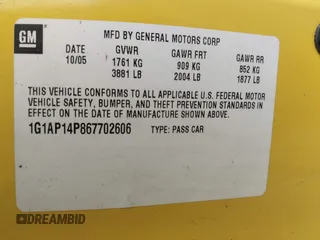 GM
MFD BY GENERAL MOTORS CORP
DATE GVWR GAWR FRT GAWR RR
10/05 1761 KG 909 KG 852 KG
3881 LB 2004 LB 1877 LB
THIS VEHICLE CONFORMS TO ALL APPLICABLE U.S. FEDERAL MOTOR
VEHICLE SAFETY, BUMPER, AND THEFT PREVENTION STANDARDS
IN EFFECT ON THE DATE OF MANUFACTURE SHOWN ABOVE
1G1AP14P867702606 TYPE: PASS CAR
DREAMBID